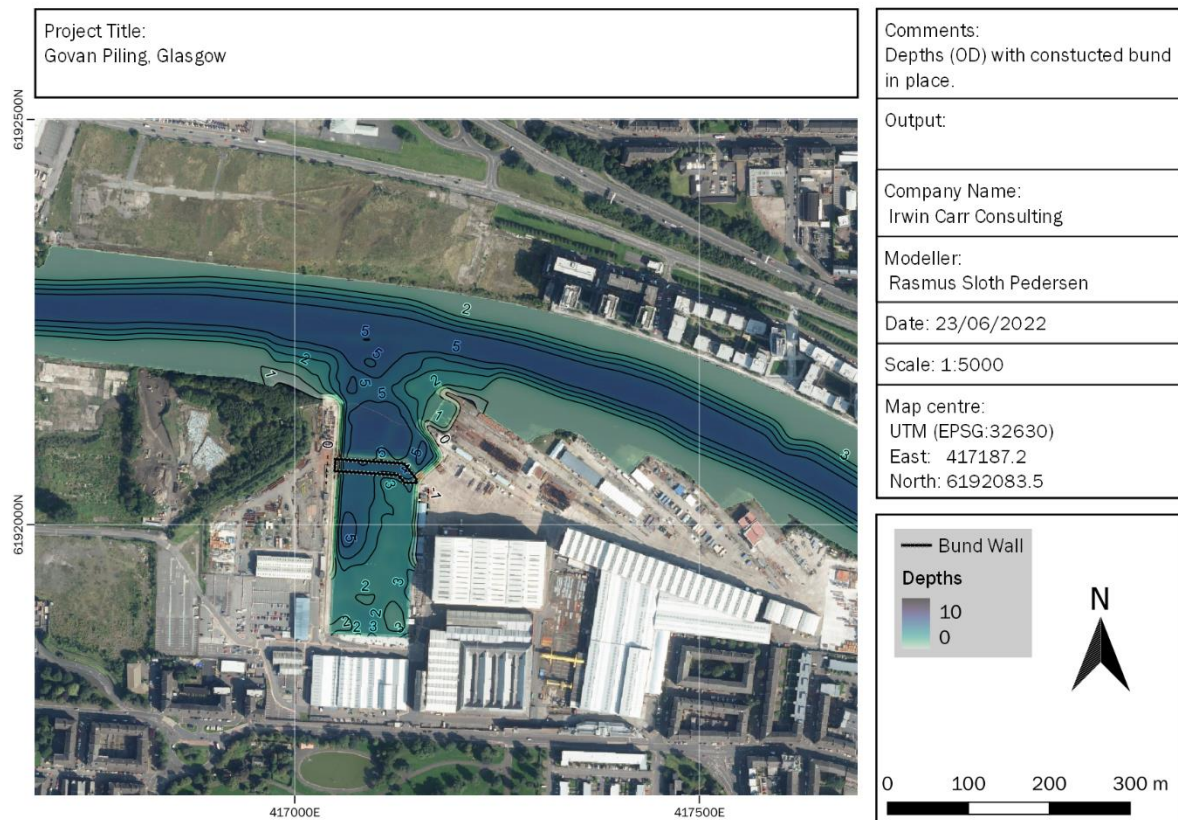 Project Title:
Govan Piling, Glasgow
Comments:
Depths (OD) with constucted bund
in place.
Output:
Company Name:
Irwin Carr Consulting
Modeller:
Rasmus Sloth Pedersen
Date: 23/06/2022
Scale: 1:5000
Map centre:
UTM (EPSG:32630)
East: 417187.2
North: 6192083.5
6192500N
6192000N
417000E
417500E
2
5
5
5
2
1
5
5
2
1
0
0
5
3
-1
5
3
2
2
2
2
3
3
3
Bund Wall
Depths
10
0
N
0 100 200 300 m